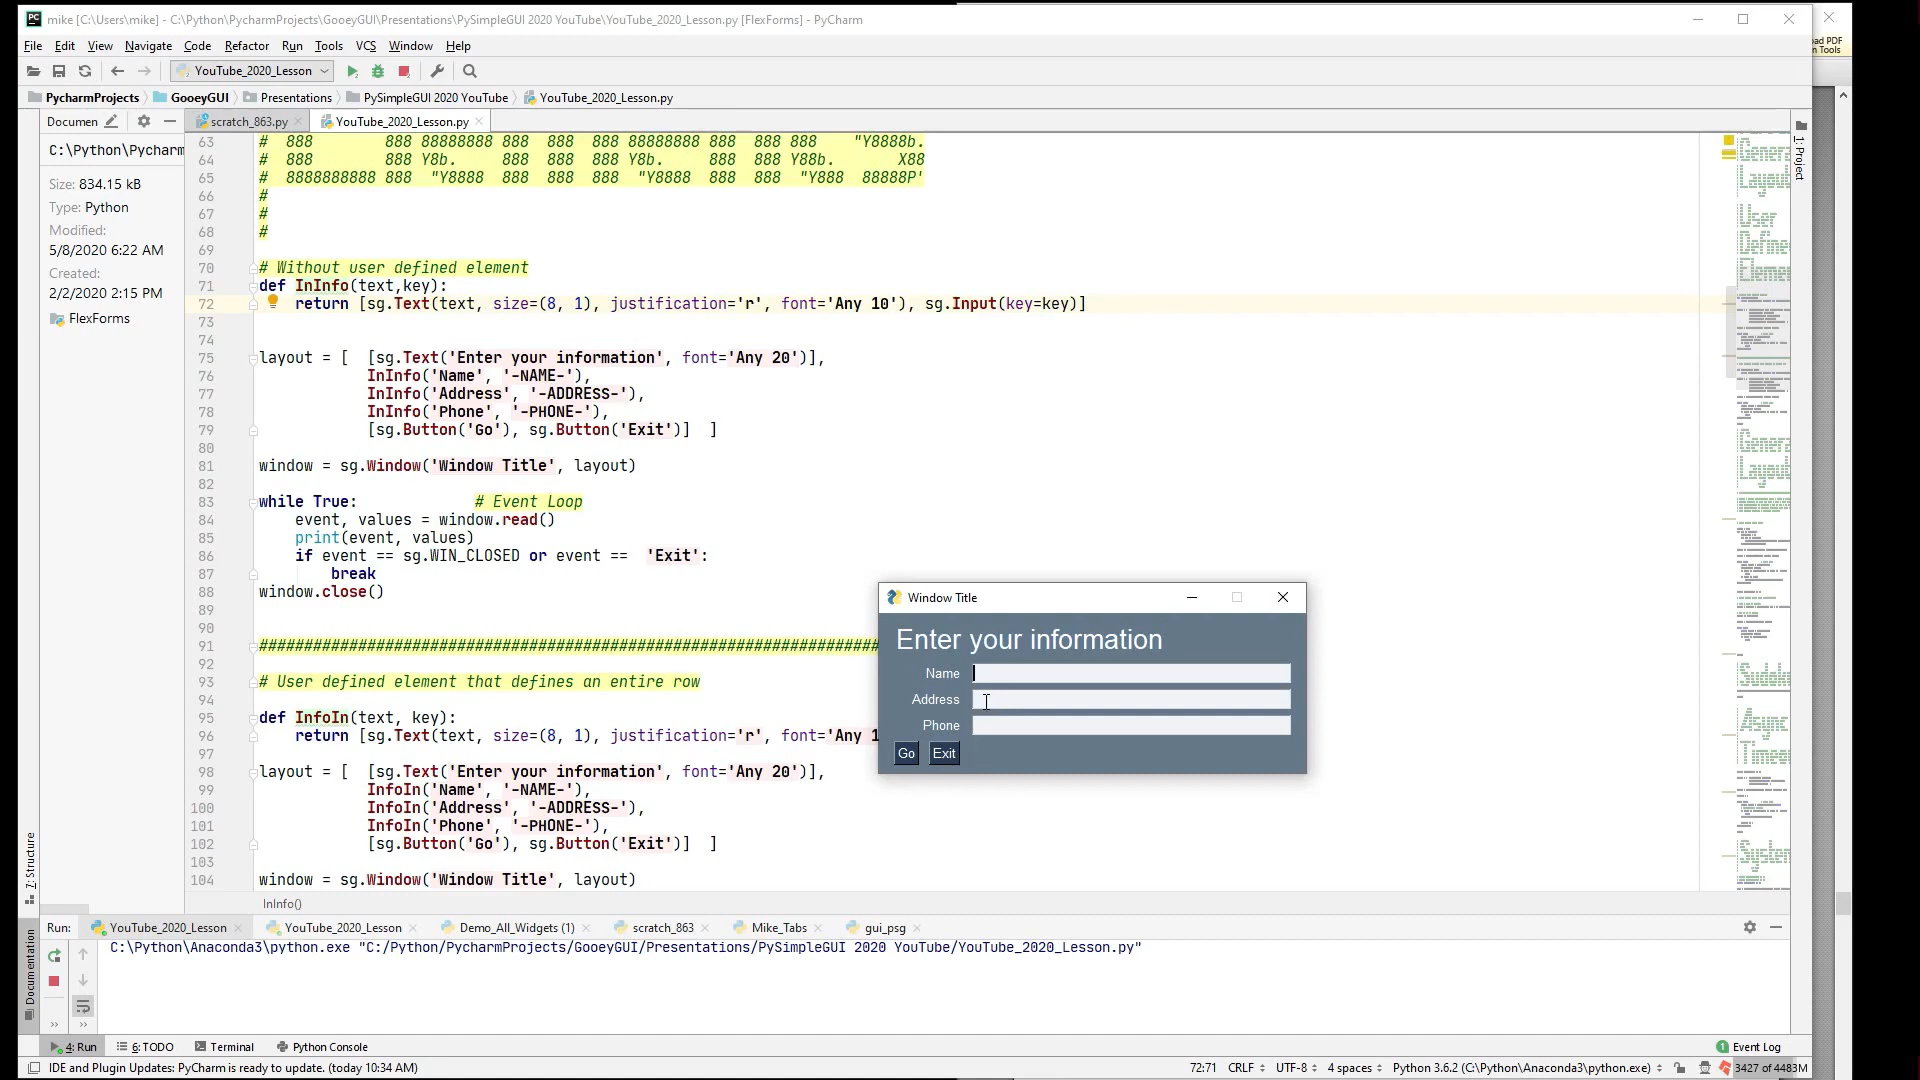 mike [C:\Users\mike] - C:\Python\PycharmProjects\GooeyGUI\Presentations\PySimpleGUI 2020 YouTube\YouTube_2020_Lesson.py [FlexForms] - PyCharm
File Edit View Navigate Code Refactor Run Tools VCS Window Help
ad PDF
n Tools
YouTube_2020_Lesson
PycharmProjects GooeyGUI Presentations PySimpleGUI 2020 YouTube YouTube_2020_Lesson.py
Documen
scratch_863.py YouTube_2020_Lesson.py
C:\Python\Pycharm
Size: 834.15 kB
Type: Python
Modified:
5/8/2020 6:22 AM
Created:
2/2/2020 2:15 PM
FlexForms
63 #  888        888 88888888 888  888  888 88888888 888  888 888    "Y8888b.
64 #  888        888 Y8b.     888  888  888 Y8b.     888  888 Y88b.      X88
65 #  8888888888 888  "Y8888  888  888  888  "Y8888  888  888  "Y888  88888P'
66 #
67 #
68 #
69
70 # Without user defined element
71 def InInfo(text,key):
72     return [sg.Text(text, size=(8, 1), justification='r', font='Any 10'), sg.Input(key=key)]
73
74
75 layout = [  [sg.Text('Enter your information', font='Any 20')],
76             InInfo('Name', '-NAME-'),
77             InInfo('Address', '-ADDRESS-'),
78             InInfo('Phone', '-PHONE-'),
79             [sg.Button('Go'), sg.Button('Exit')]  ]
80
81 window = sg.Window('Window Title', layout)
82
83 while True:             # Event Loop
84     event, values = window.read()
85     print(event, values)
86     if event == sg.WIN_CLOSED or event ==  'Exit':
87         break
88 window.close()
89
90
91 #####################################################################
92
93 # User defined element that defines an entire row
94
95 def InfoIn(text, key):
96     return [sg.Text(text, size=(8, 1), justification='r', font='Any 1
97
98 layout = [  [sg.Text('Enter your information', font='Any 20')],
99             InfoIn('Name', '-NAME-'),
100             InfoIn('Address', '-ADDRESS-'),
101             InfoIn('Phone', '-PHONE-'),
102             [sg.Button('Go'), sg.Button('Exit')]  ]
103
104 window = sg.Window('Window Title', layout)
InInfo()
Window Title
Enter your information
Name
Address
Phone
Go Exit
1: Project
7: Structure
Documentation
Run: YouTube_2020_Lesson YouTube_2020_Lesson Demo_All_Widgets (1) scratch_863 Mike_Tabs gui_psg
C:\Python\Anaconda3\python.exe "C:/Python/PycharmProjects/GooeyGUI/Presentations/PySimpleGUI 2020 YouTube/YouTube_2020_Lesson.py"
4: Run 6: TODO Terminal Python Console 1 Event Log
IDE and Plugin Updates: PyCharm is ready to update. (today 10:34 AM) 72:71 CRLF UTF-8 4 spaces Python 3.6.2 (C:\Python\Anaconda3\python.exe) 3427 of 4483M